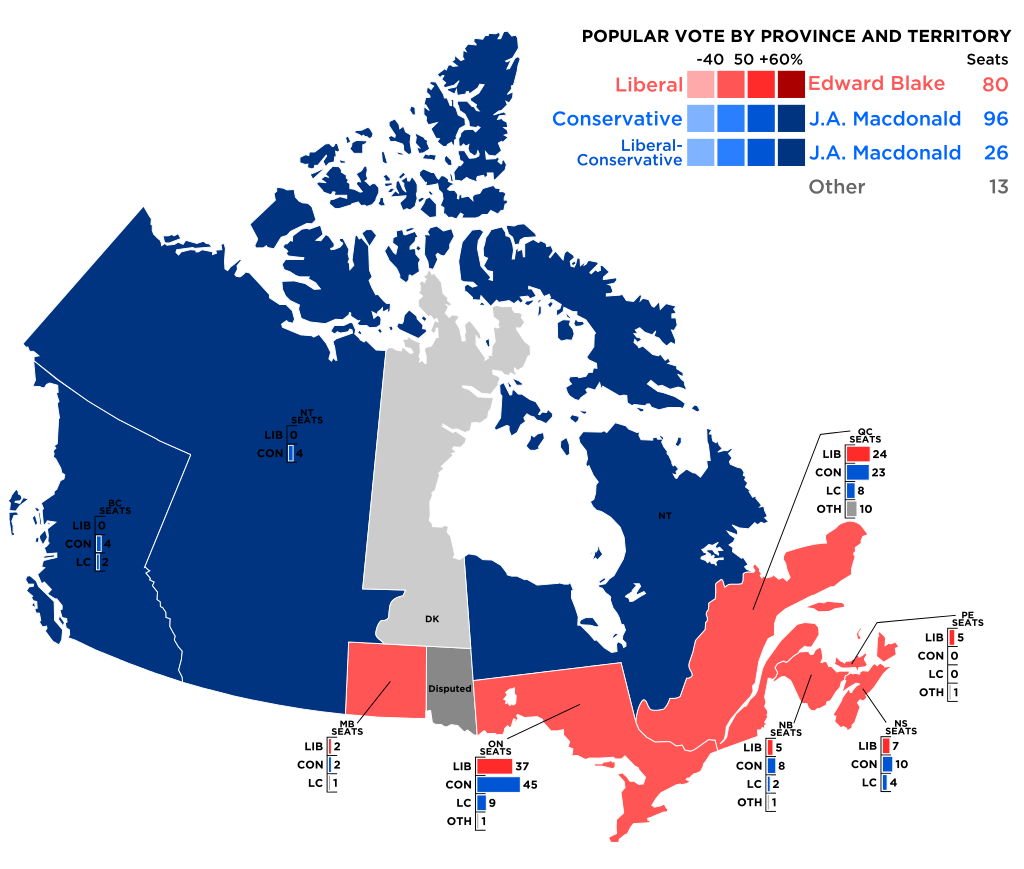 POPULAR VOTE BY PROVINCE AND TERRITORY
-40 50 +60% Seats
Liberal Edward Blake 80
Conservative J.A. Macdonald 96
Liberal-
Conservative J.A. Macdonald 26
Other 13
NT
SEATS
LIB 0
CON 4
BC
SEATS
LIB 0
CON 4
LC 2
NT
DK
Disputed
QC
SEATS
LIB 24
CON 23
LC 8
OTH 10
PE
SEATS
LIB 5
CON 0
LC 0
OTH 1
MB
SEATS
LIB 2
CON 2
LC 1
ON
SEATS
LIB 37
CON 45
LC 9
OTH 1
NB
SEATS
LIB 5
CON 8
LC 2
OTH 1
NS
SEATS
LIB 7
CON 10
LC 4